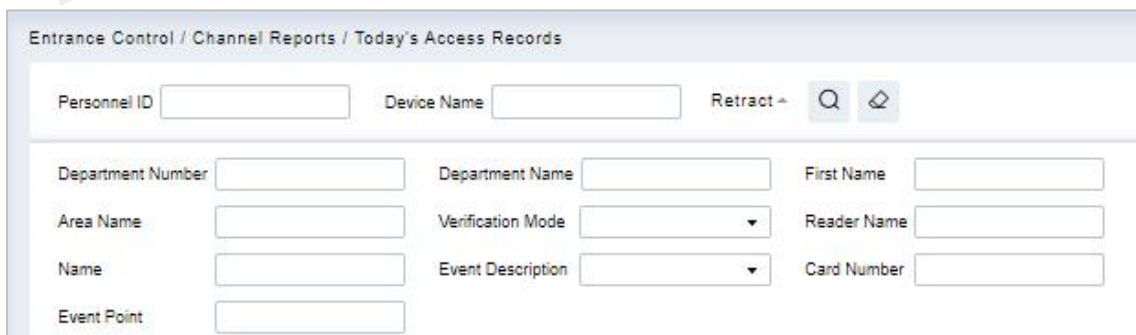 Entrance Control / Channel Reports / Today's Access Records
Personnel ID Device Name Retract
Department Number Department Name First Name
Area Name Verification Mode Reader Name
Name Event Description Card Number
Event Point